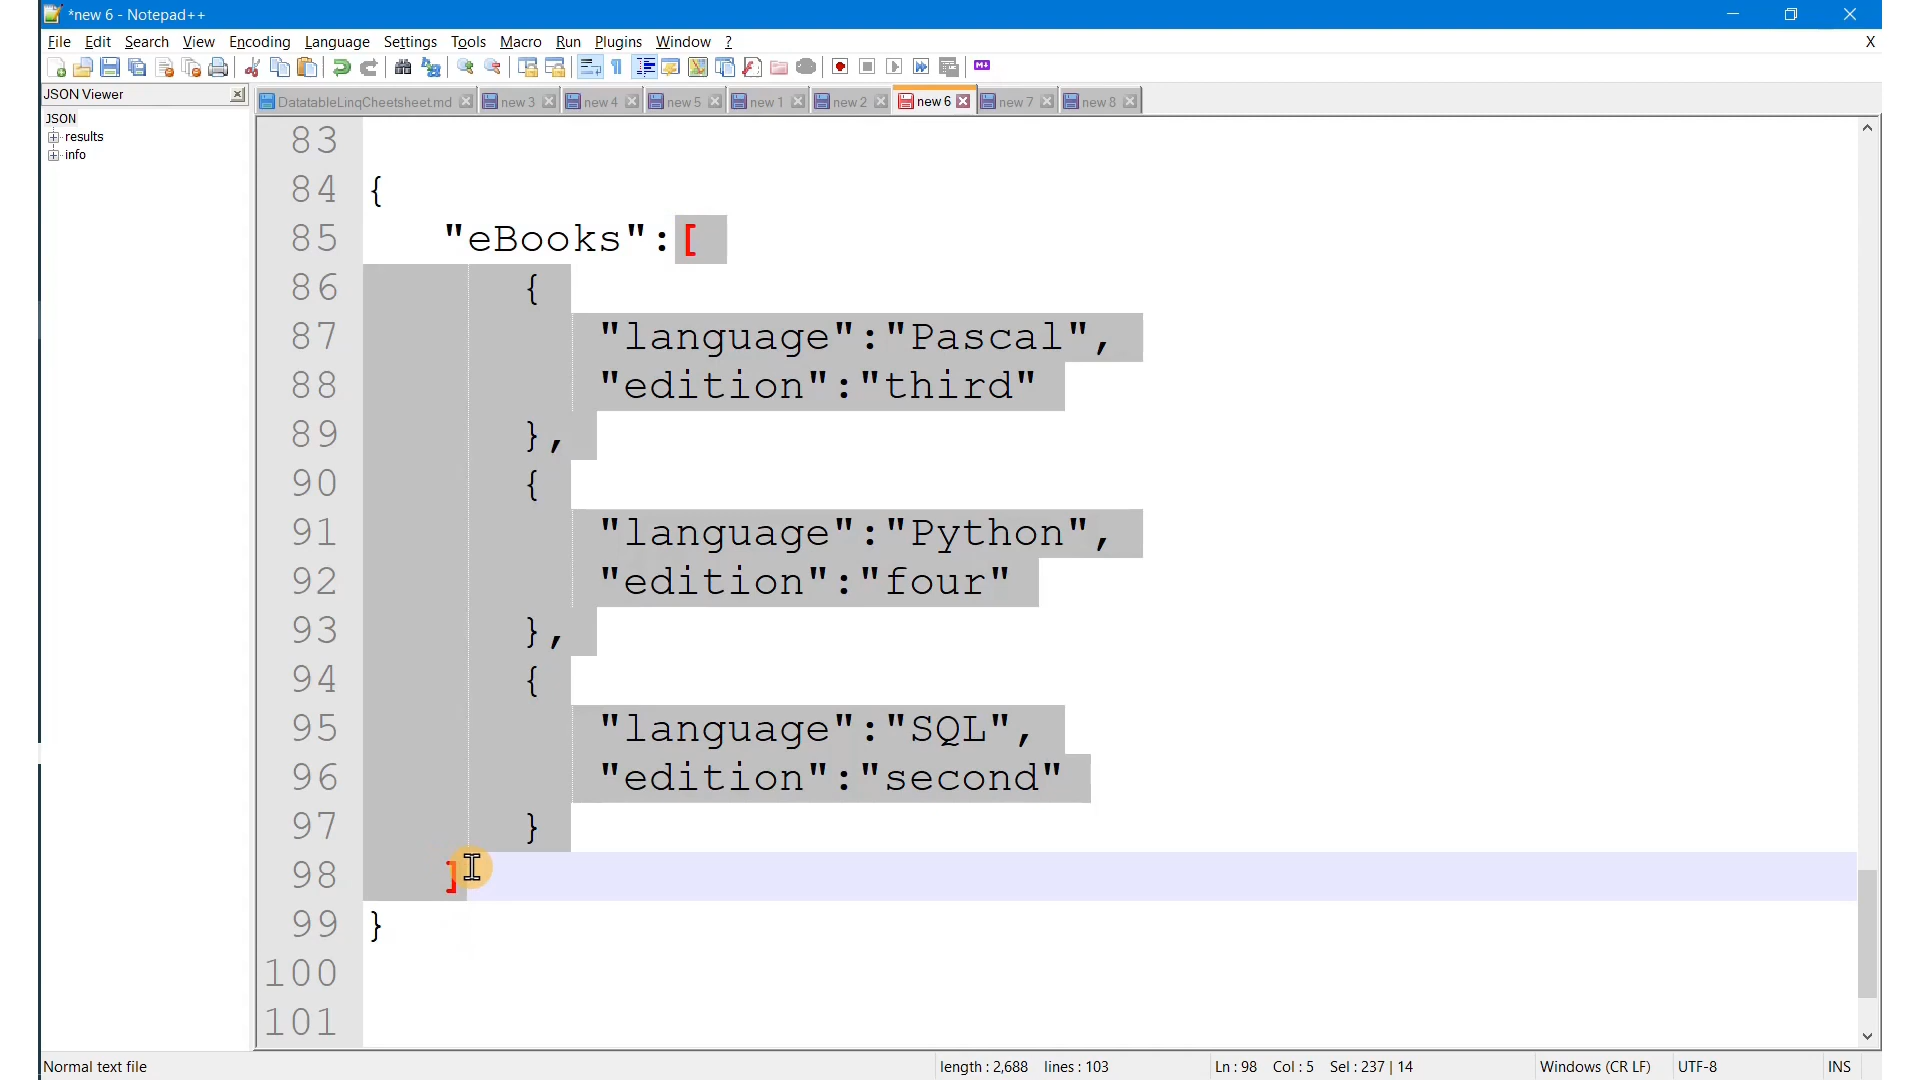 *new 6 - Notepad++
File Edit Search View Encoding Language Settings Tools Macro Run Plugins Window ? X
JSON Viewer
DatatableLinqCheetsheet.md new 3 new 4 new 5 new 1 new 2 new 6 new 7 new 8
JSON
results
info
83
84 {
85 "eBooks":[
86 {
87 "language":"Pascal",
88 "edition":"third"
89 },
90 {
91 "language":"Python",
92 "edition":"four"
93 },
94 {
95 "language":"SQL",
96 "edition":"second"
97 }
98 ]
99 }
100
101
Normal text file length : 2,688 lines : 103 Ln : 98 Col : 5 Sel : 237 | 14 Windows (CR LF) UTF-8 INS